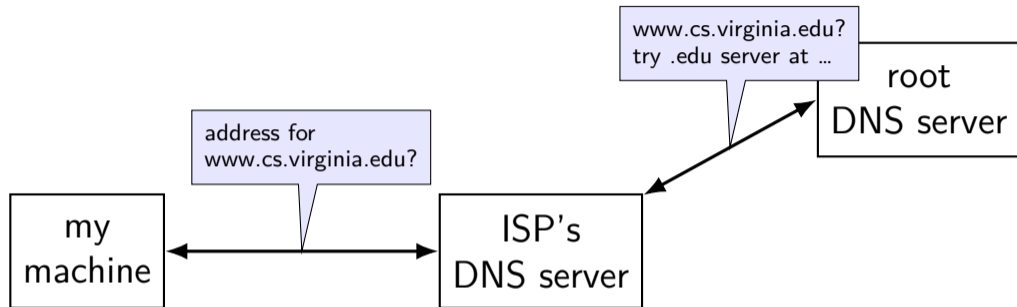 www.cs.virginia.edu?
try .edu server at ...
root
DNS server
address for
www.cs.virginia.edu?
my
machine
ISP's
DNS server